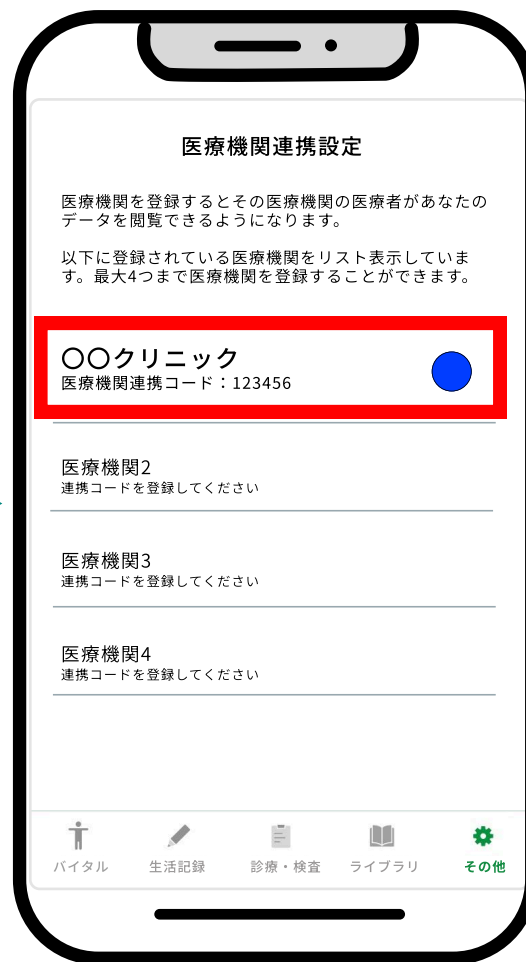 医療機関連携設定
医療機関を登録するとその医療機関の医療者があなたの
データを閲覧できるようになります。
以下に登録されている医療機関をリスト表示していま
す。最大4つまで医療機関を登録することができます。
〇〇クリニック
医療機関連携コード：123456
医療機関2
連携コードを登録してください
医療機関3
連携コードを登録してください
医療機関4
連携コードを登録してください
バイタル 生活記録 診療・検査 ライブラリ その他